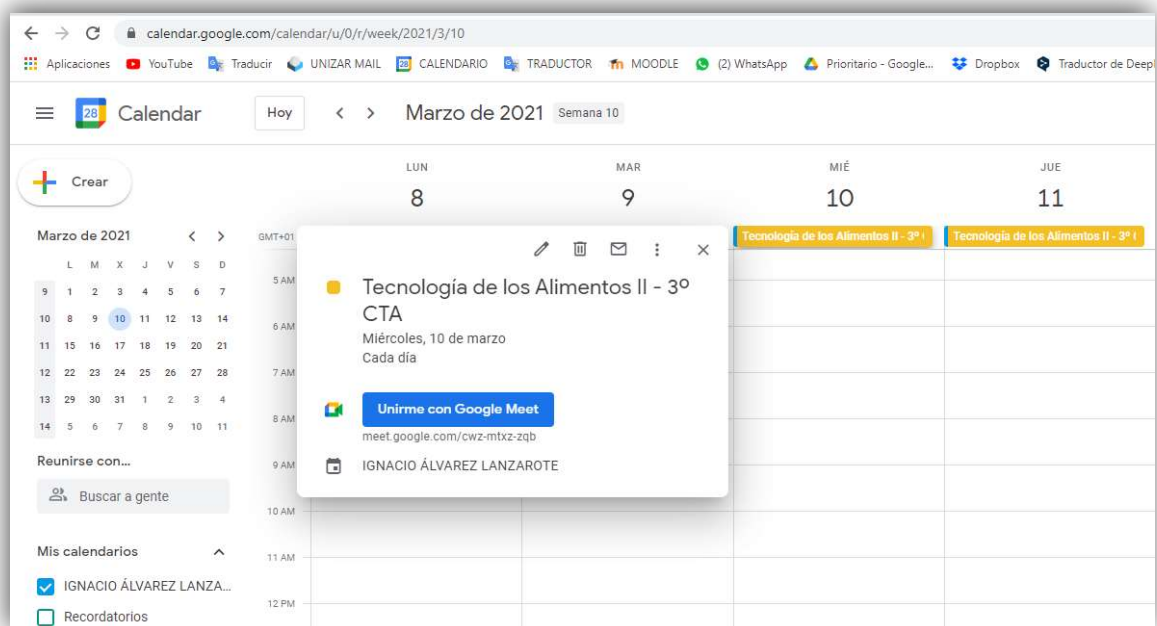 calendar.google.com/calendar/u/0/r/week/2021/3/10
Aplicaciones YouTube Traducir UNIZAR MAIL 28 CALENDARIO TRADUCTOR MOODLE (2) WhatsApp Prioritario - Google... Dropbox Traductor de Deepl
28 Calendar Hoy Marzo de 2021 Semana 10
LUN MAR MIÉ JUE
Crear
8 9 10 11
Marzo de 2021
GMT+01
Tecnología de los Alimentos II - 3º Tecnología de los Alimentos II - 3º
L M X J V S D
9 1 2 3 4 5 6 7
10 8 9 10 11 12 13 14
11 15 16 17 18 19 20 21
12 22 23 24 25 26 27 28
13 29 30 31 1 2 3 4
14 5 6 7 8 9 10 11
5 AM
6 AM
7 AM
8 AM
9 AM
10 AM
11 AM
12 PM
Tecnología de los Alimentos II - 3º
CTA
Miércoles, 10 de marzo
Cada día
Unirme con Google Meet
meet.google.com/cwz-mtxz-zqb
IGNACIO ÁLVAREZ LANZAROTE
Reunirse con...
Buscar a gente
Mis calendarios
IGNACIO ÁLVAREZ LANZA...
Recordatorios